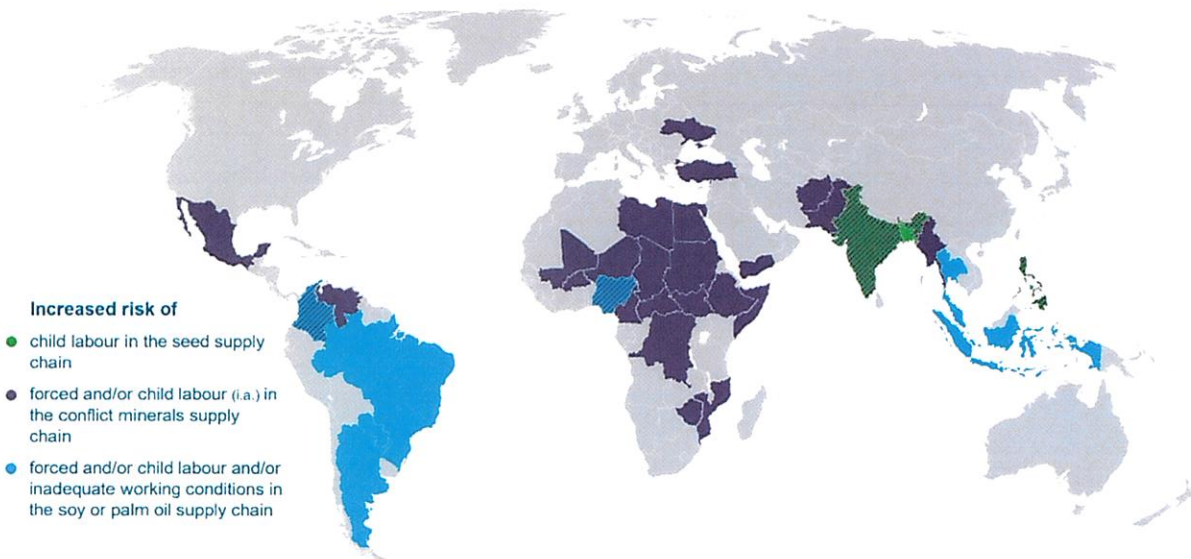 Increased risk of
child labour in the seed supply
chain
forced and/or child labour (i.a.) in
the conflict minerals supply
chain
forced and/or child labour and/or
inadequate working conditions in
the soy or palm oil supply chain